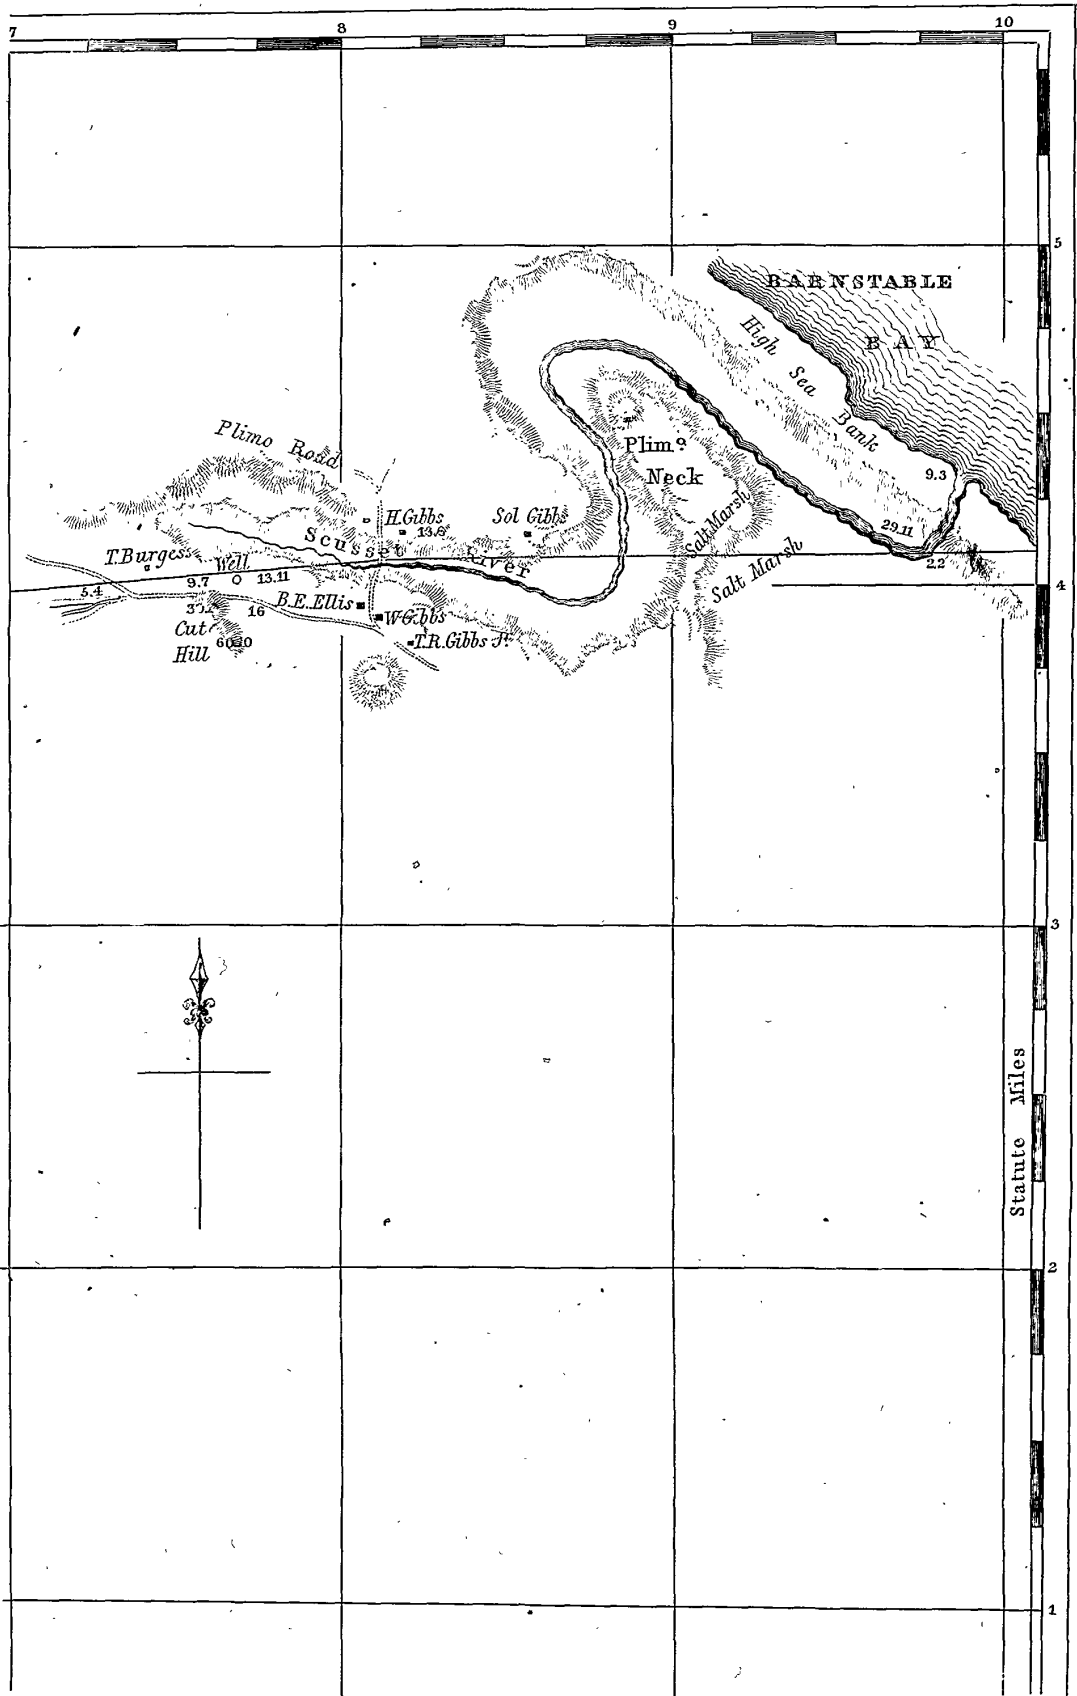 7 8 9 10
5
BARNSTABLE
BAY
High Sea Bank
Plimo Road
Plimo
Neck
9.3
H.Gibbs
13.8
Sol Gibbs
Scusset River
29.11
Salt Marsh
Salt Marsh
T.Burgess
Well
9.7
13.11
2.2
4
5.4
B.E.Ellis
16
W.Gibbs
Cut
Hill
T.R.Gibbs Jr.
3
Statute Miles
2
1